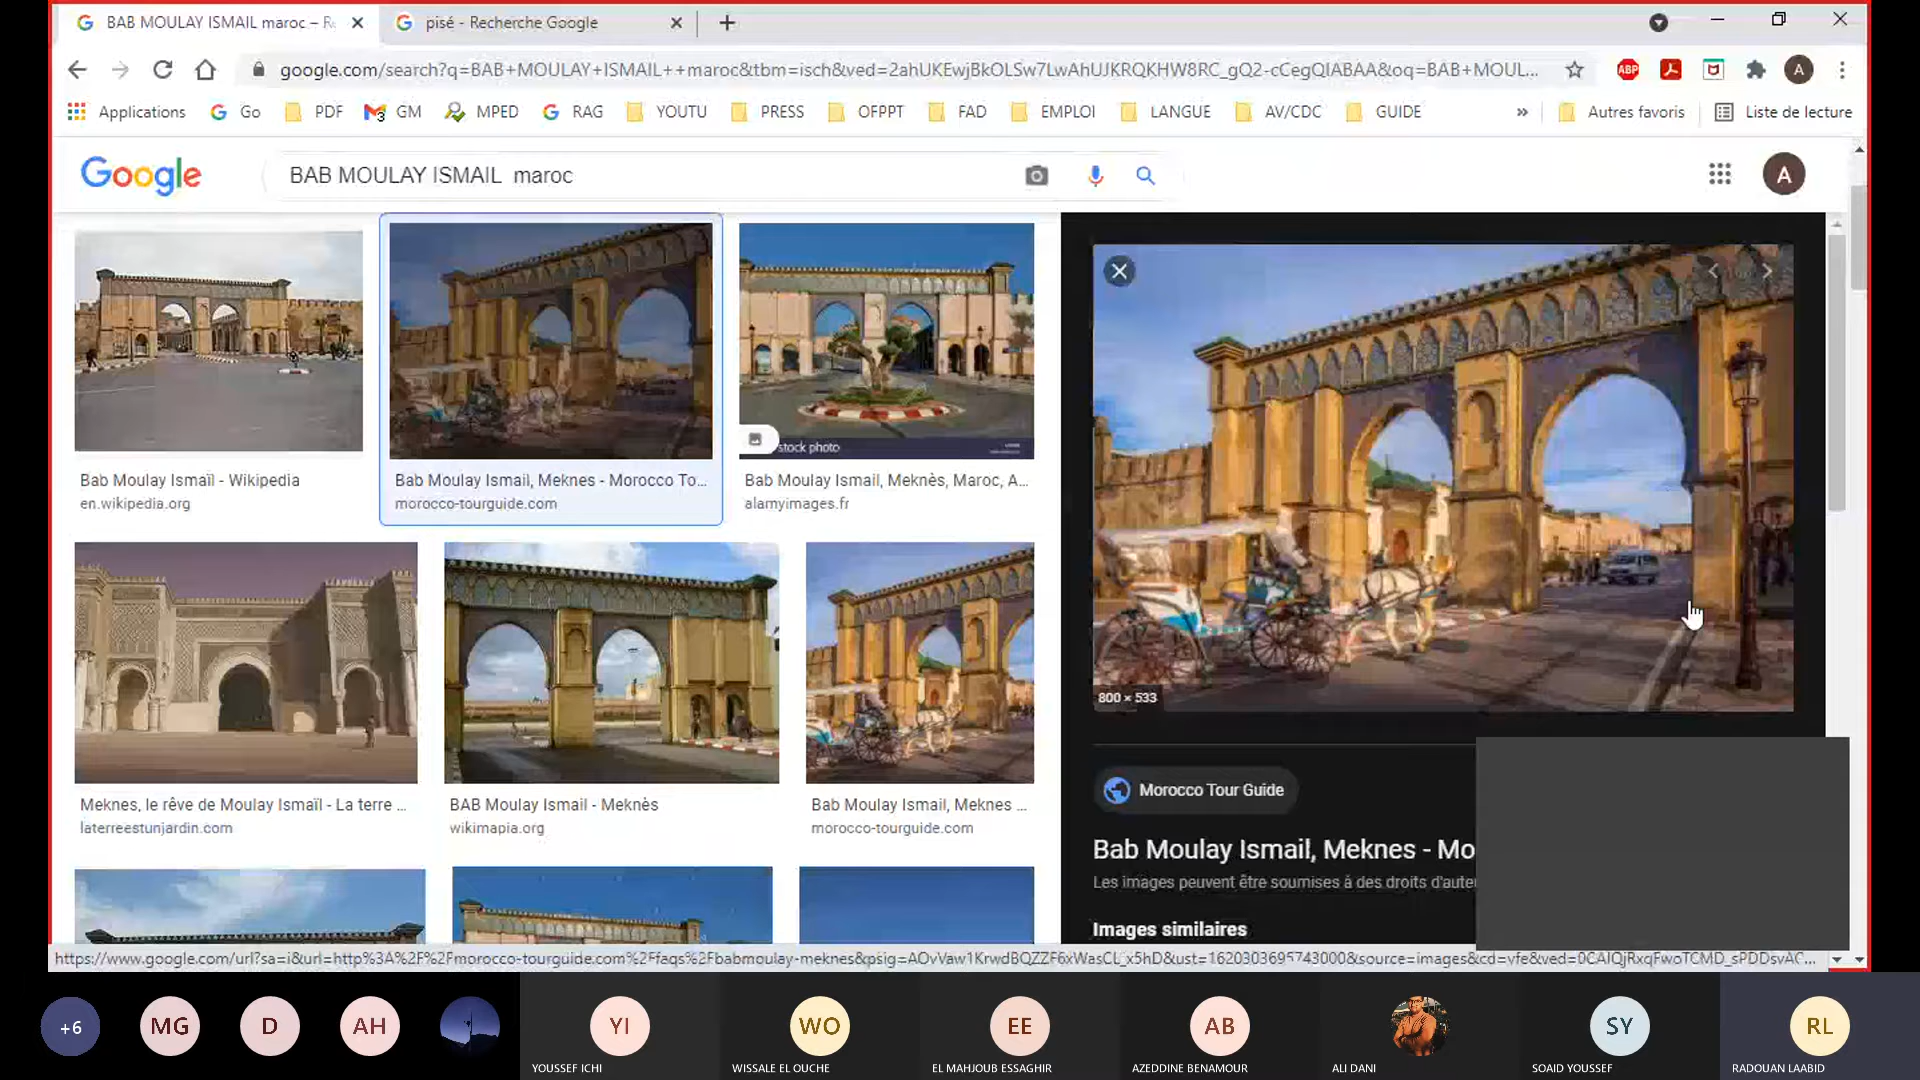 BAB MOULAY ISMAIL maroc – R
pisé - Recherche Google
google.com/search?q=BAB+MOULAY+ISMAIL++maroc&tbm=isch&ved=2ahUKEwjBkOLSw7LwAhUJKRQKHW8RC_gQ2-cCegQIABAA&oq=BAB+MOUL...
ABP
A
Applications Go PDF GM MPED RAG YOUTU PRESS OFPPT FAD EMPLOI LANGUE AV/CDC GUIDE » Autres favoris Liste de lecture
Google
BAB MOULAY ISMAIL maroc
A
stock photo
Bab Moulay Ismaïl - Wikipedia
en.wikipedia.org
Bab Moulay Ismail, Meknes - Morocco To...
morocco-tourguide.com
Bab Moulay Ismail, Meknès, Maroc, A...
alamyimages.fr
Meknes, le rêve de Moulay Ismaïl - La terre ...
laterreestunjardin.com
BAB Moulay Ismail - Meknès
wikimapia.org
Bab Moulay Ismail, Meknes ...
morocco-tourguide.com
800 × 533
Morocco Tour Guide
Bab Moulay Ismail, Meknes - Mo
Les images peuvent être soumises à des droits d'auteu
Images similaires
https://www.google.com/url?sa=i&url=http%3A%2F%2Fmorocco-tourguide.com%2Ffaqs%2Fbabmoulay-meknes&psig=AOvVaw1KrwdBQZZF6xWasCL_x5hD&ust=1620303695743000&source=images&cd=vfe&ved=0CAIQjRxqFwoTCMD_sPDDsvAC...
+6
MG
D
AH
YI
WO
EE
AB
SY
RL
YOUSSEF ICHI
WISSALE EL OUCHE
EL MAHJOUB ESSAGHIR
AZEDDINE BENAMOUR
ALI DANI
SOAID YOUSSEF
RADOUAN LAABID